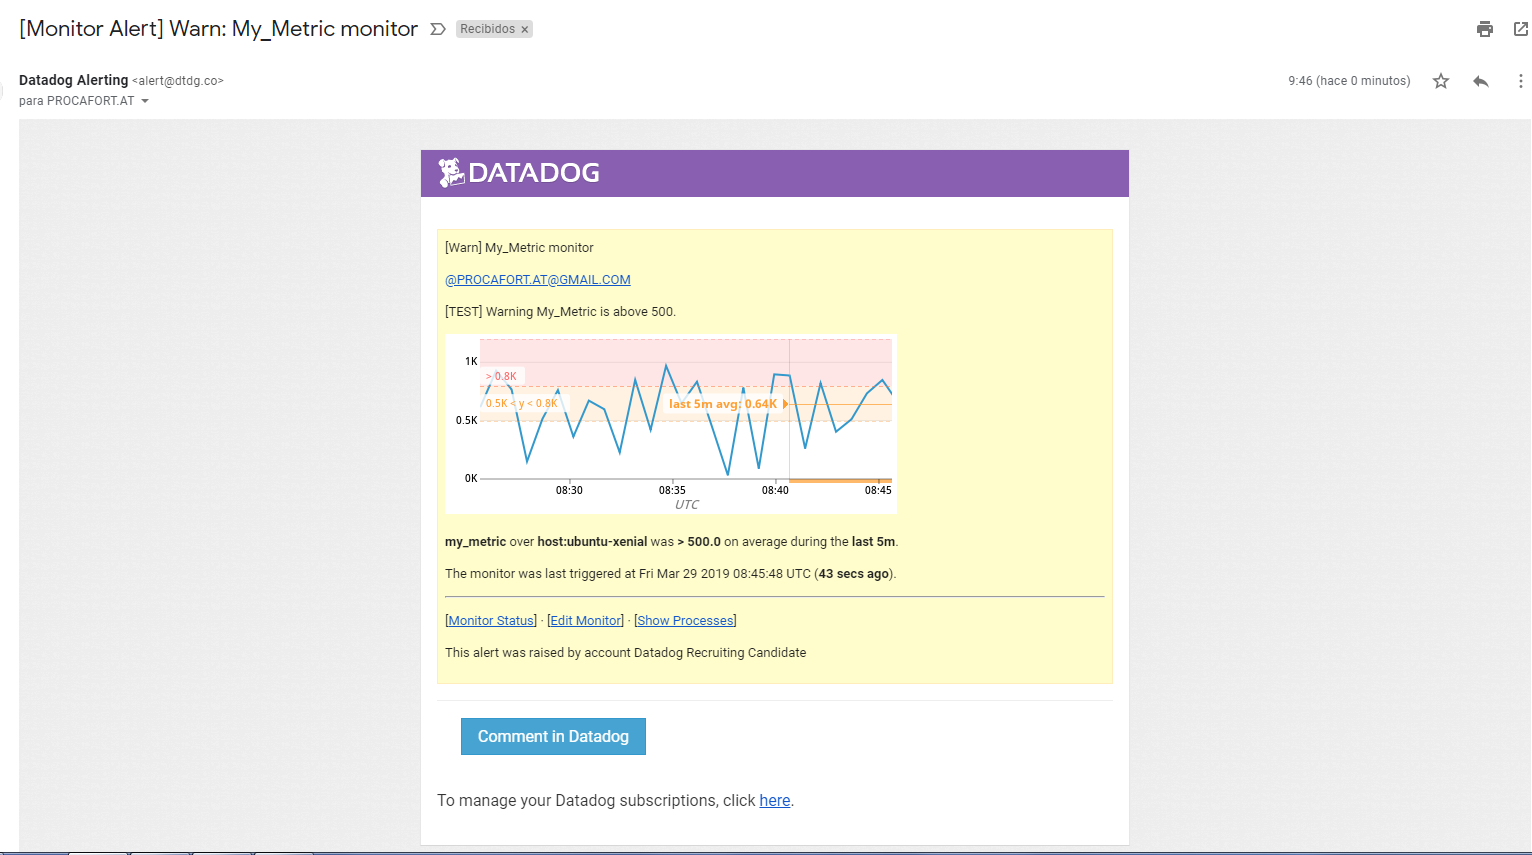 [Monitor Alert] Warn: My_Metric monitor
Recibidos ×
Datadog Alerting <alert@dtdg.co>
9:46 (hace 0 minutos)
para PROCAFORT.AT
DATADOG
[Warn] My_Metric monitor
@PROCAFORT.AT@GMAIL.COM
[TEST] Warning My_Metric is above 500.
1K
> 0.8K
0.5K < y < 0.8K
last 5m avg: 0.64K
0.5K
0K
08:30 08:35 08:40 08:45
UTC
my_metric over host:ubuntu-xenial was > 500.0 on average during the last 5m.
The monitor was last triggered at Fri Mar 29 2019 08:45:48 UTC (43 secs ago).
[Monitor Status] · [Edit Monitor] · [Show Processes]
This alert was raised by account Datadog Recruiting Candidate
Comment in Datadog
To manage your Datadog subscriptions, click here.